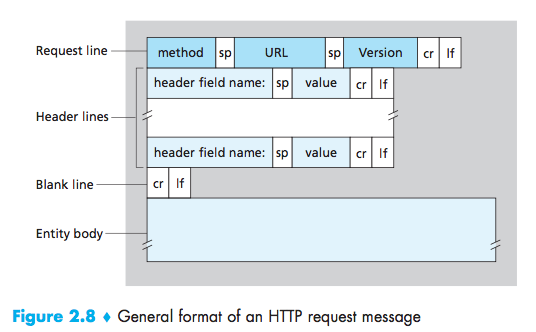 Request line method sp URL sp Version cr lf
header field name: sp value cr lf
Header lines
header field name: sp value cr lf
Blank line cr lf
Entity body
Figure 2.8 ♦ General format of an HTTP request message